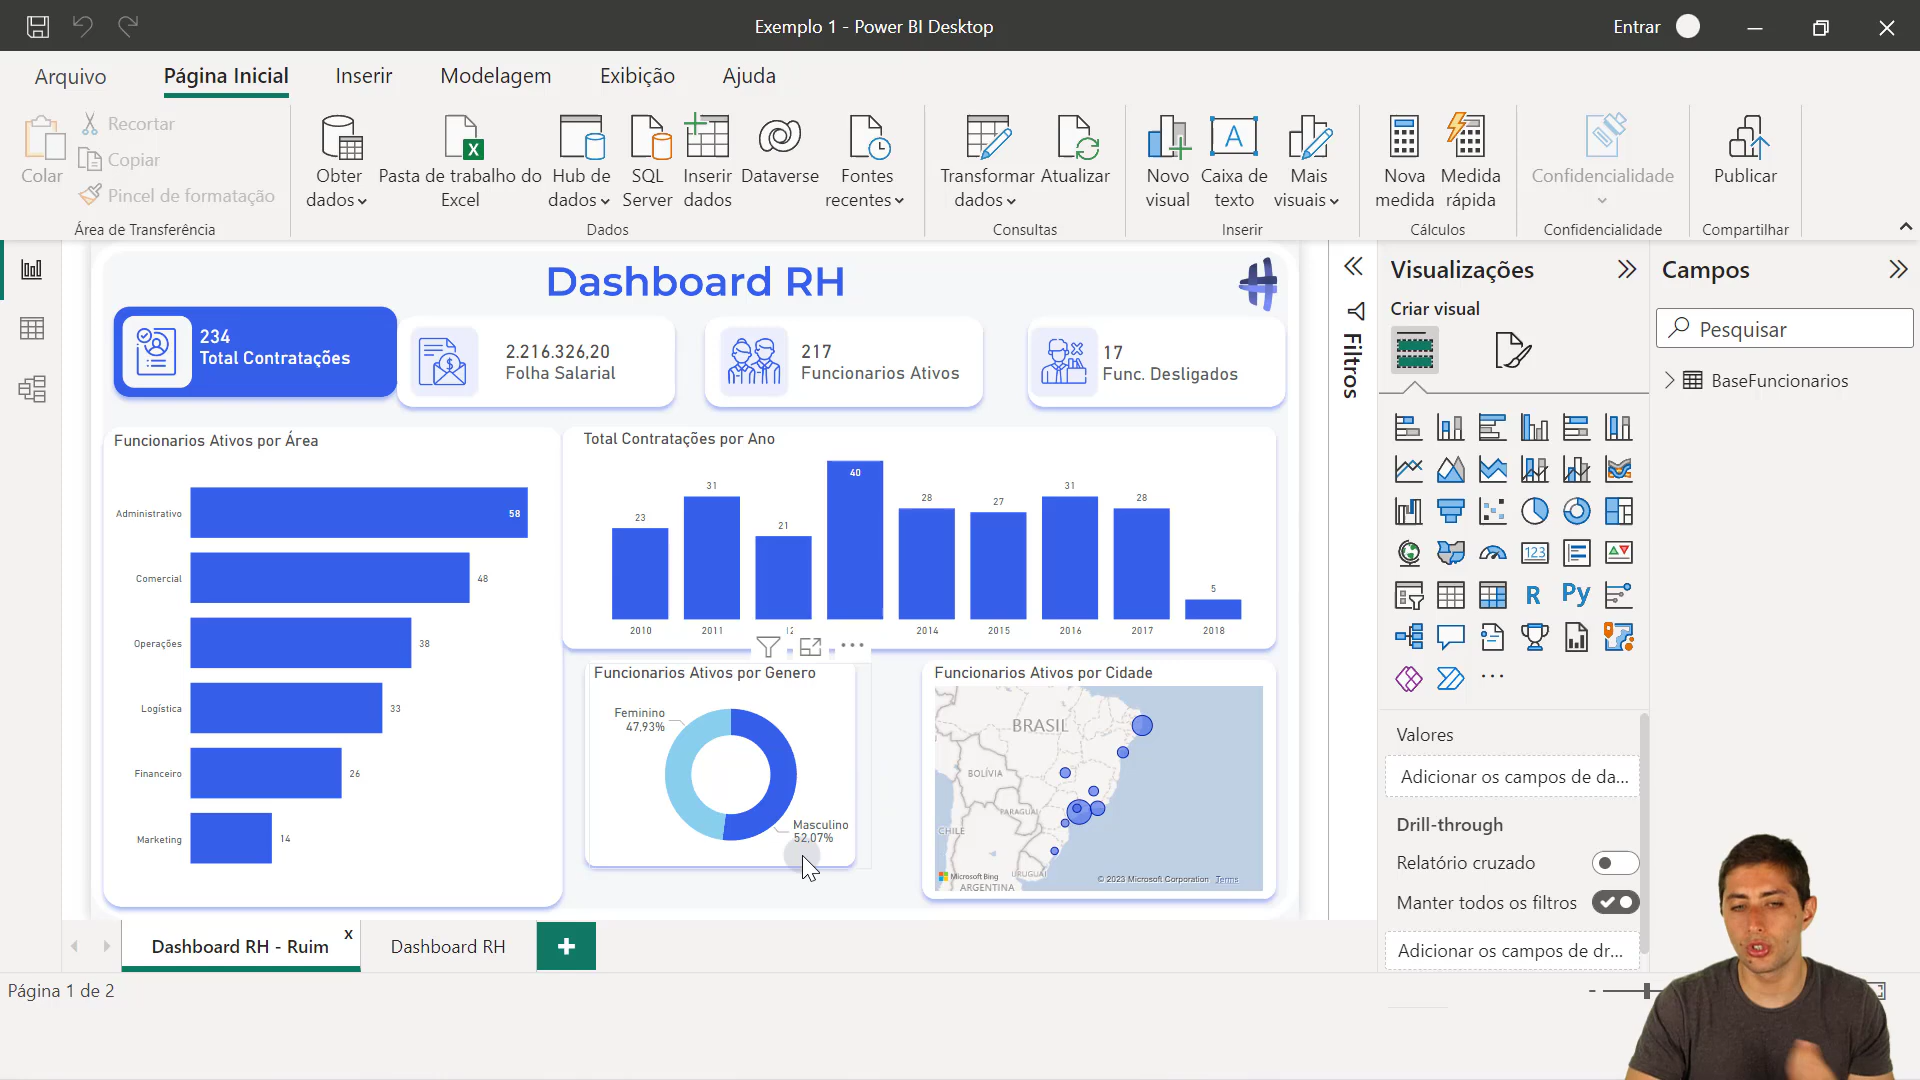 Exemplo 1 - Power BI Desktop
Entrar
Arquivo
Página Inicial
Inserir
Modelagem
Exibição
Ajuda
Colar
Recortar
Copiar
Pincel de formatação
Área de Transferência
Obter dados
Pasta de trabalho do Excel
Hub de dados
SQL Server
Inserir dados
Dataverse
Fontes recentes
Dados
Transformar dados
Atualizar
Consultas
Novo visual
Caixa de texto
Mais visuais
Inserir
Nova medida
Medida rápida
Cálculos
Confidencialidade
Confidencialidade
Publicar
Compartilhar
Dashboard RH
234
Total Contratações
2.216.326,20
Folha Salarial
217
Funcionarios Ativos
17
Func. Desligados
Funcionarios Ativos por Área
Administrativo
58
Comercial
48
Operações
38
Logística
33
Financeiro
26
Marketing
14
Total Contratações por Ano
23
31
21
40
28
27
31
28
5
2010
2011
2014
2015
2016
2017
2018
Funcionarios Ativos por Genero
Feminino
47,93%
Masculino
52,07%
Funcionarios Ativos por Cidade
BRASIL
BOLÍVIA
PARAGUAI
CHILE
URUGUAI
ARGENTINA
Microsoft Bing
© 2023 Microsoft Corporation Terms
Filtros
Visualizações
Criar visual
123
R
Py
Valores
Adicionar os campos de da...
Drill-through
Relatório cruzado
Manter todos os filtros
Adicionar os campos de dr...
Campos
Pesquisar
BaseFuncionarios
Dashboard RH - Ruim
x
Dashboard RH
+
Página 1 de 2